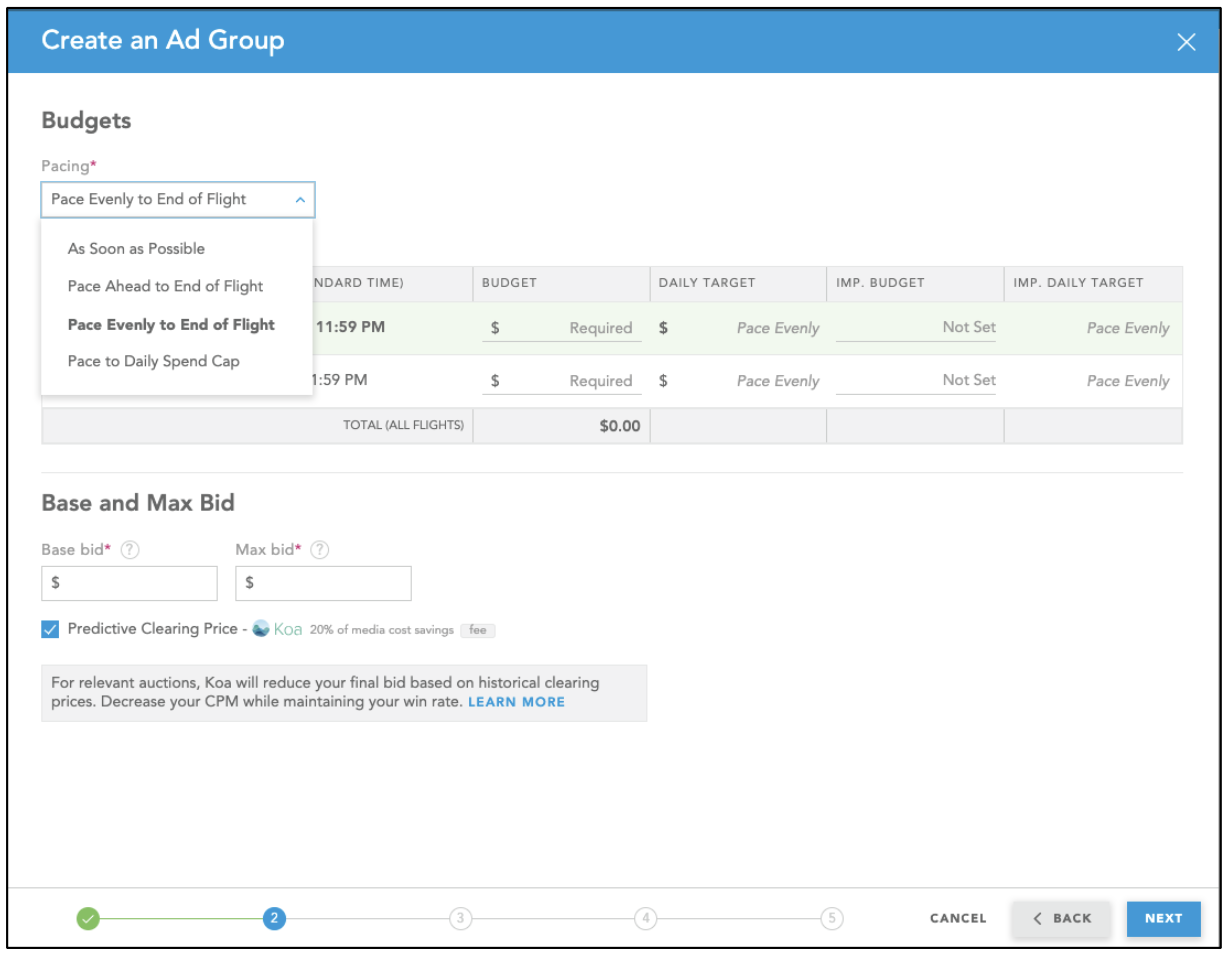 Create an Ad Group
Budgets
Pacing*
Pace Evenly to End of Flight
As Soon as Possible
Pace Ahead to End of Flight
Pace Evenly to End of Flight
Pace to Daily Spend Cap
NDARD TIME) BUDGET DAILY TARGET IMP. BUDGET IMP. DAILY TARGET
11:59 PM $ Required $ Pace Evenly Not Set Pace Evenly
1:59 PM $ Required $ Pace Evenly Not Set Pace Evenly
TOTAL (ALL FLIGHTS) $0.00
Base and Max Bid
Base bid* ? Max bid* ?
$ $
Predictive Clearing Price - Koa 20% of media cost savings fee
For relevant auctions, Koa will reduce your final bid based on historical clearing
prices. Decrease your CPM while maintaining your win rate. LEARN MORE
2 3 4 5 CANCEL BACK NEXT